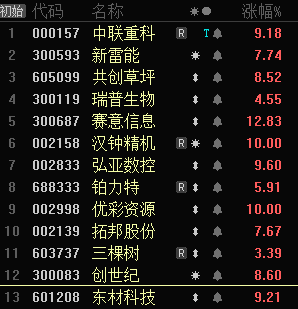 初始 代码 名称 涨幅%
1 000157 中联重科 R T 9.18
2 300593 新雷能 7.74
3 605099 共创草坪 8.52
4 300119 瑞普生物 4.55
5 300687 赛意信息 12.83
6 002158 汉钟精机 R 10.00
7 002833 弘亚数控 9.60
8 688333 铂力特 R 5.91
9 002998 优彩资源 10.00
10 002139 拓邦股份 7.67
11 603737 三棵树 R 3.39
12 300083 创世纪 8.60
13 601208 东材科技 9.21